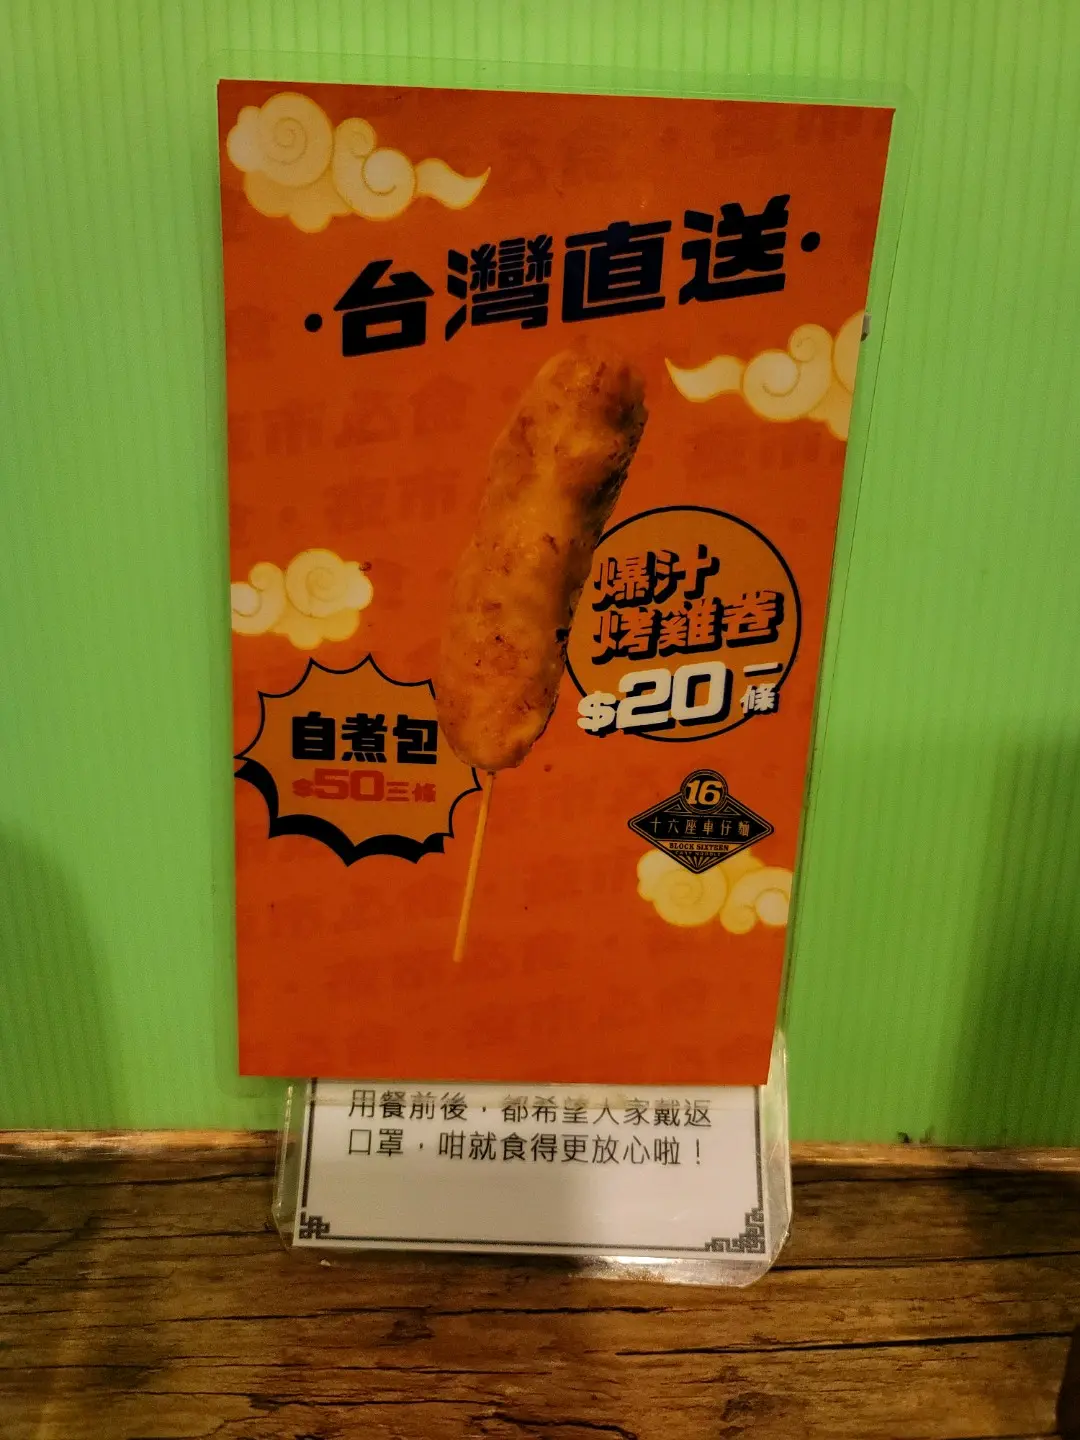 ·台灣直送·
爆汁
烤雞卷
$20一條
自煮包
$50三條
16
十六座車仔麵
BLOCK SIXTEEN
用餐前後，都希望大家戴返
口罩，咁就食得更放心啦！